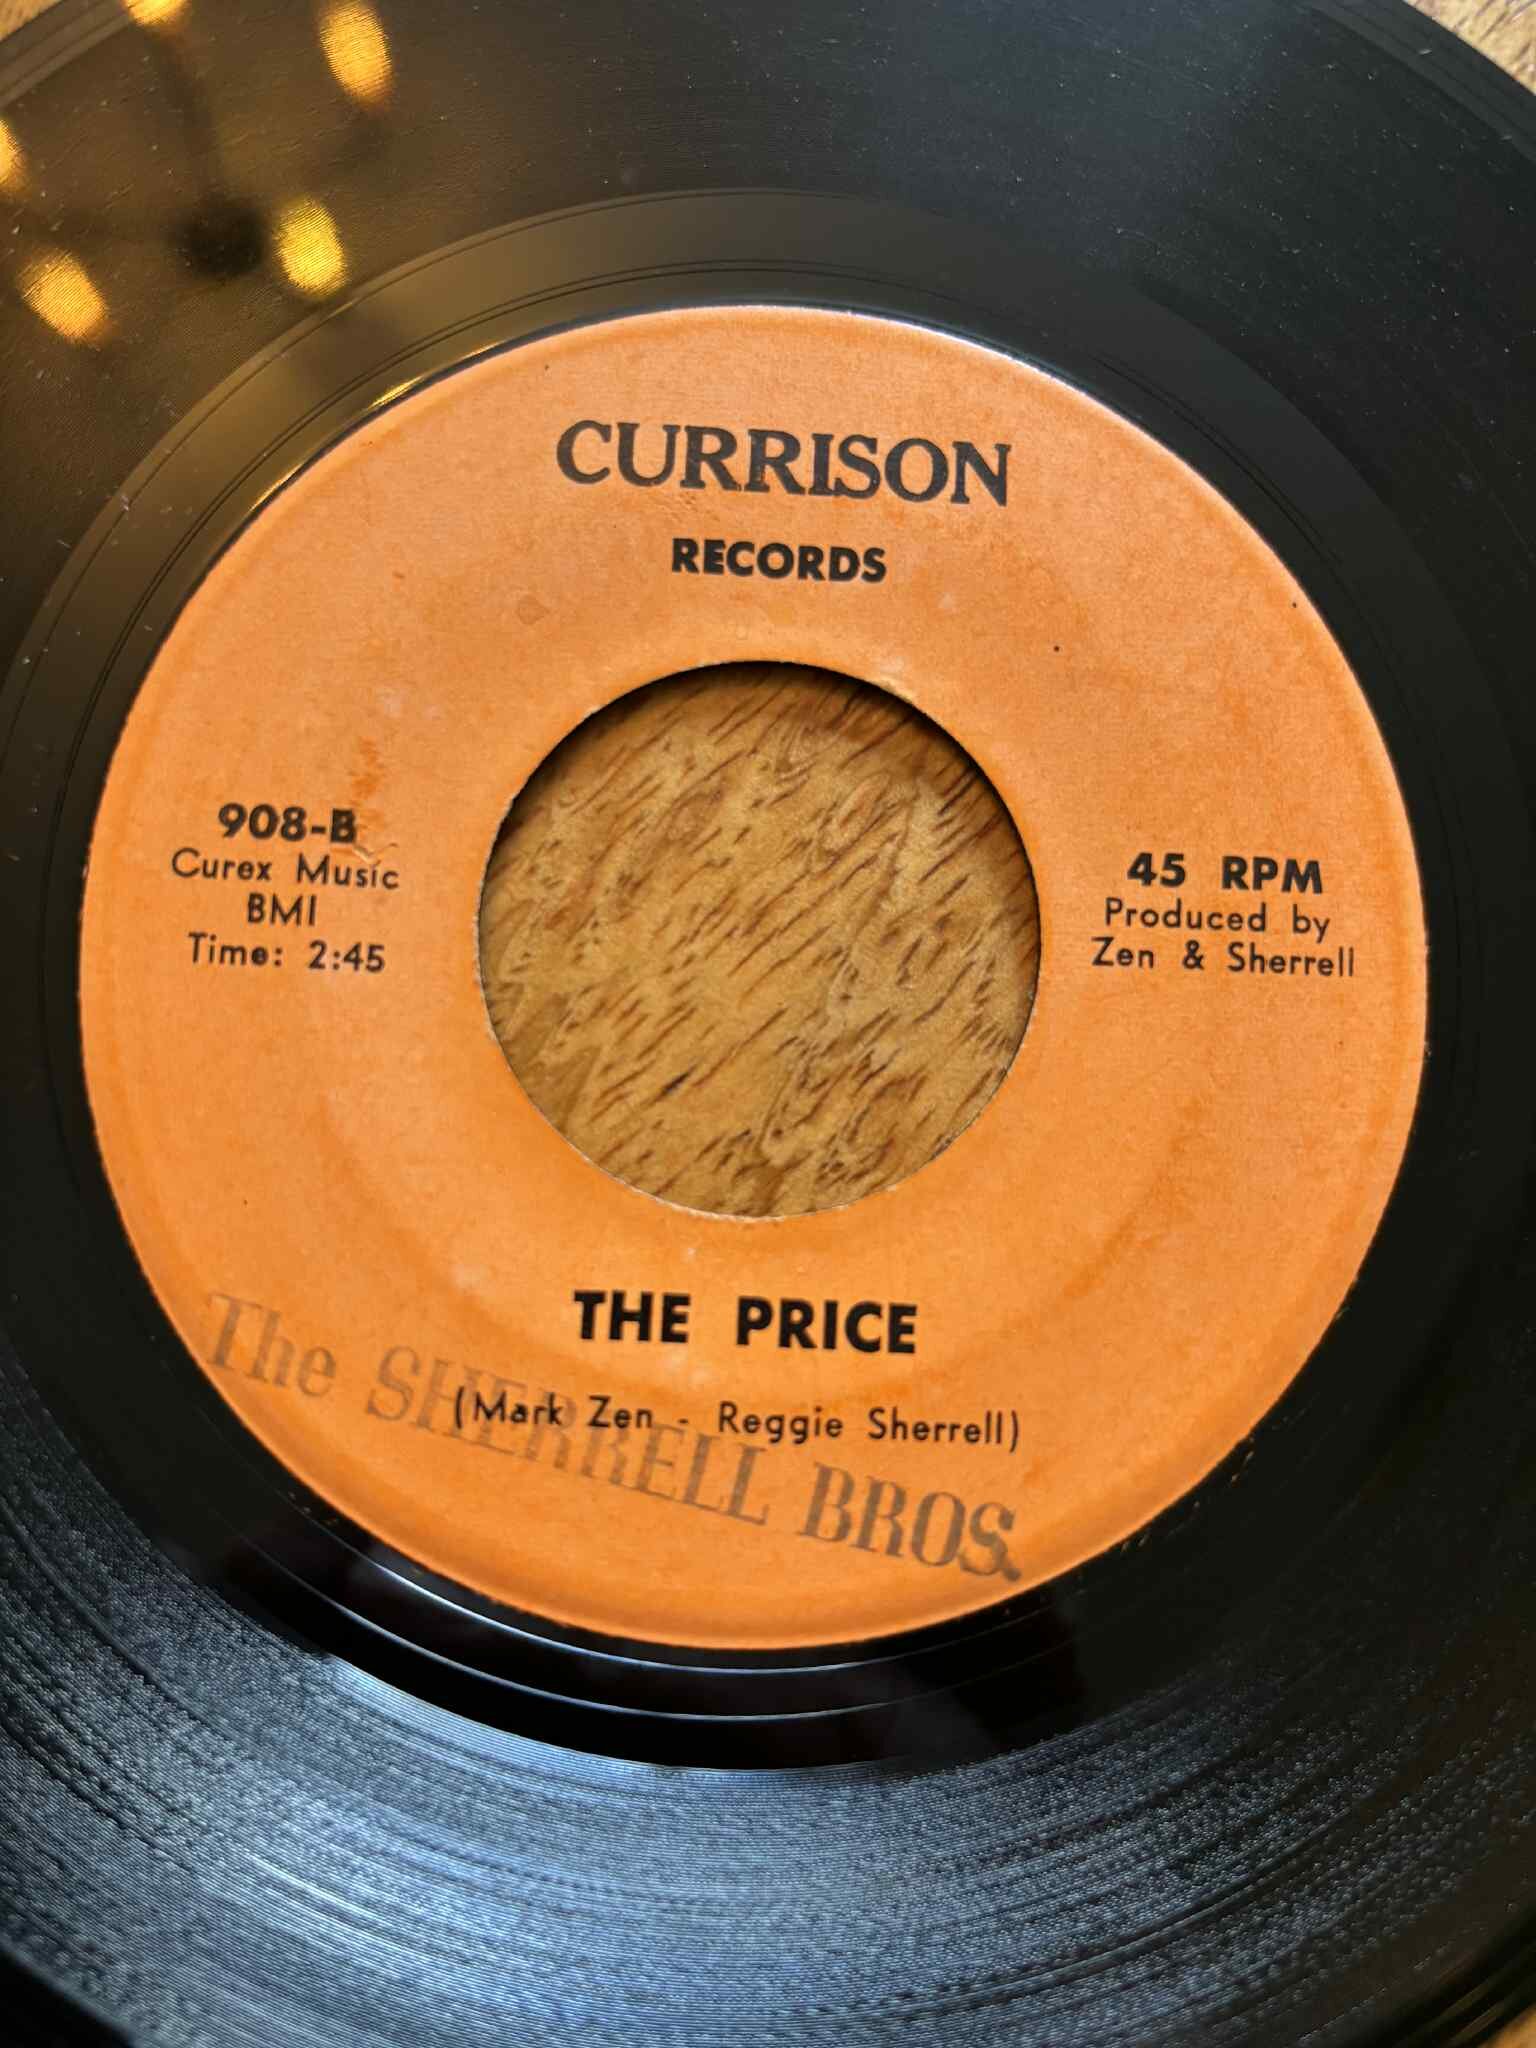 CURRISON
RECORDS
908-B
Curex Music
BMI
Time: 2:45
45 RPM
Produced by
Zen & Sherrell
THE PRICE
(Mark Zen - Reggie Sherrell)
The SHERRELL BROS.